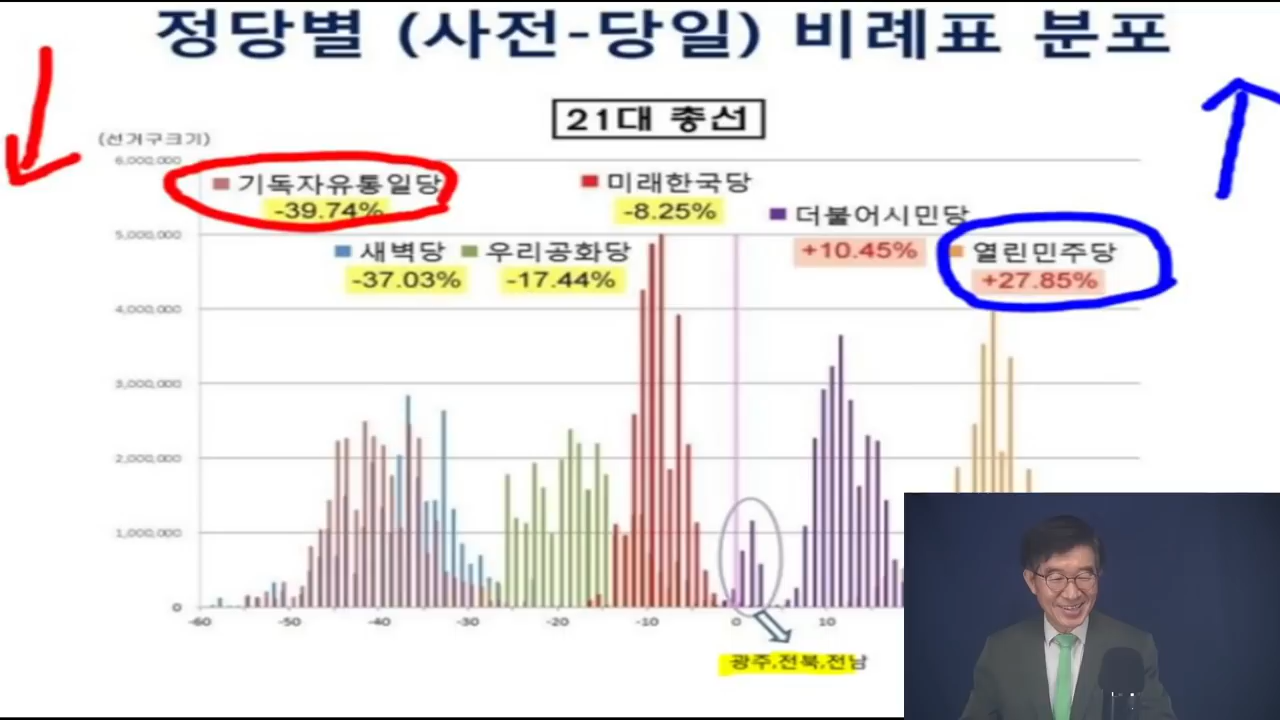 정당별 (사전-당일) 비례표 분포
21대 총선
(선거구크기)
6,000,000
기독자유통일당
-39.74%
미래한국당
-8.25%
더불어시민당
+10.45%
5,000,000
새벽당
-37.03%
우리공화당
-17.44%
열린민주당
+27.85%
4,000,000
3,000,000
2,000,000
1,000,000
0
-60 -50 -40 -30 -20 -10 0 10
광주,전북,전남